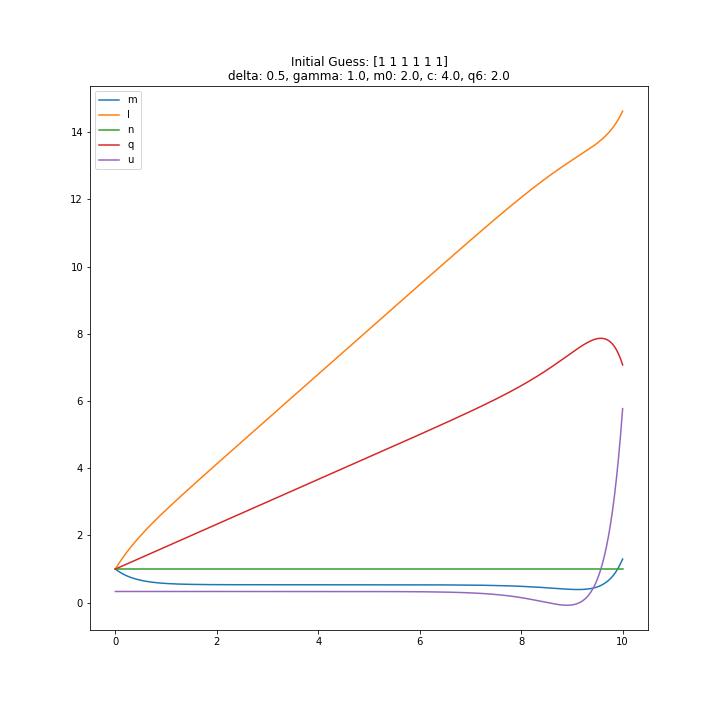 Initial Guess: [1 1 1 1 1 1]
delta: 0.5, gamma: 1.0, m0: 2.0, c: 4.0, q6: 2.0
m
l
n
q
u
14
12
10
8
6
4
2
0
0 2 4 6 8 10